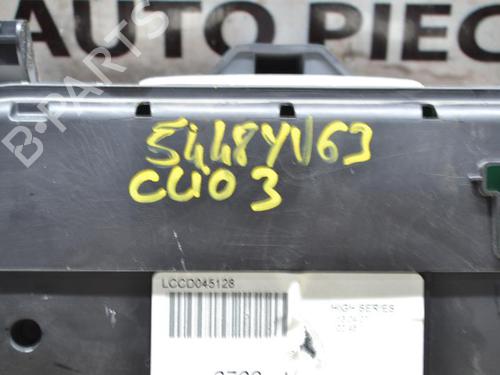 AUTO PIEC
B-PARTS
5448YV63
CLIO 3
LCCD045128
HIGH SERIES